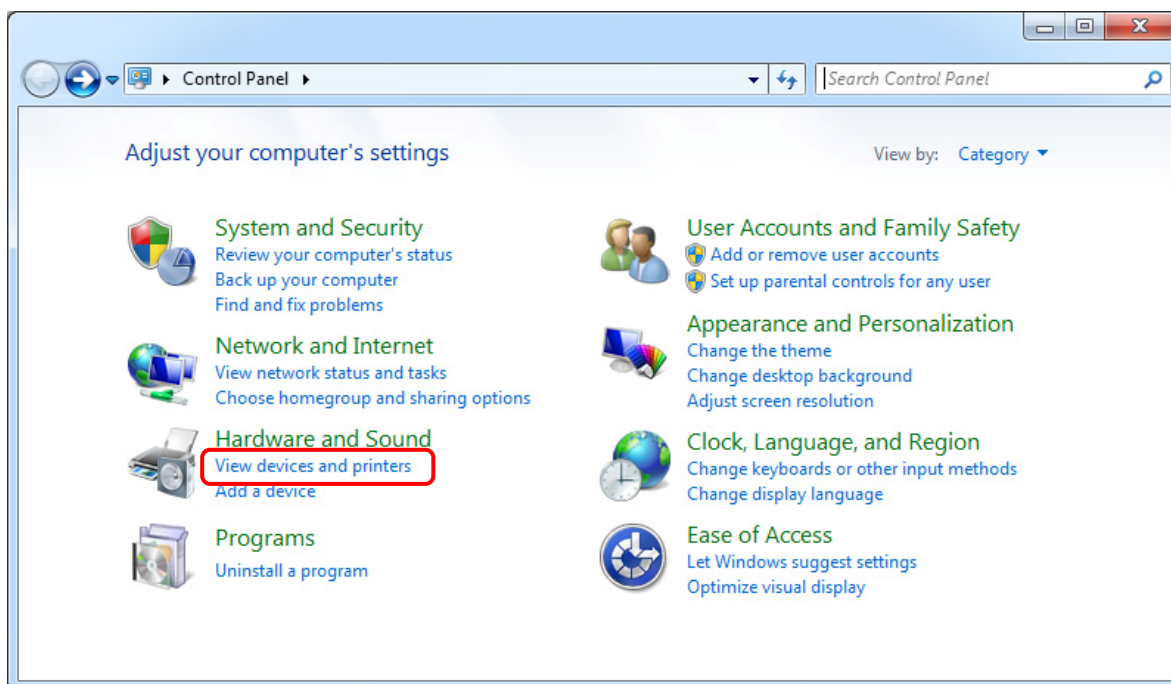 Control Panel
Search Control Panel
Adjust your computer's settings
View by: Category
System and Security
Review your computer's status
Back up your computer
Find and fix problems
Network and Internet
View network status and tasks
Choose homegroup and sharing options
Hardware and Sound
View devices and printers
Add a device
Programs
Uninstall a program
User Accounts and Family Safety
Add or remove user accounts
Set up parental controls for any user
Appearance and Personalization
Change the theme
Change desktop background
Adjust screen resolution
Clock, Language, and Region
Change keyboards or other input methods
Change display language
Ease of Access
Let Windows suggest settings
Optimize visual display